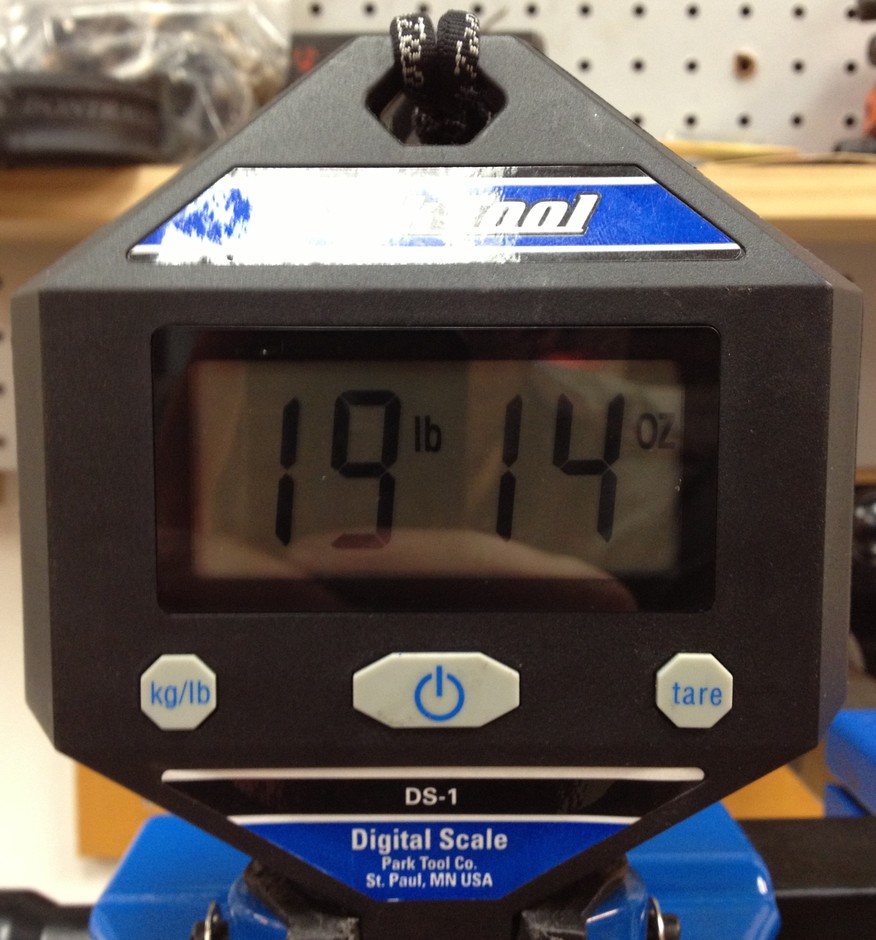 Tool
19 lb 14 oz
kg/lb
tare
DS-1
Digital Scale
Park Tool Co.
St. Paul, MN USA